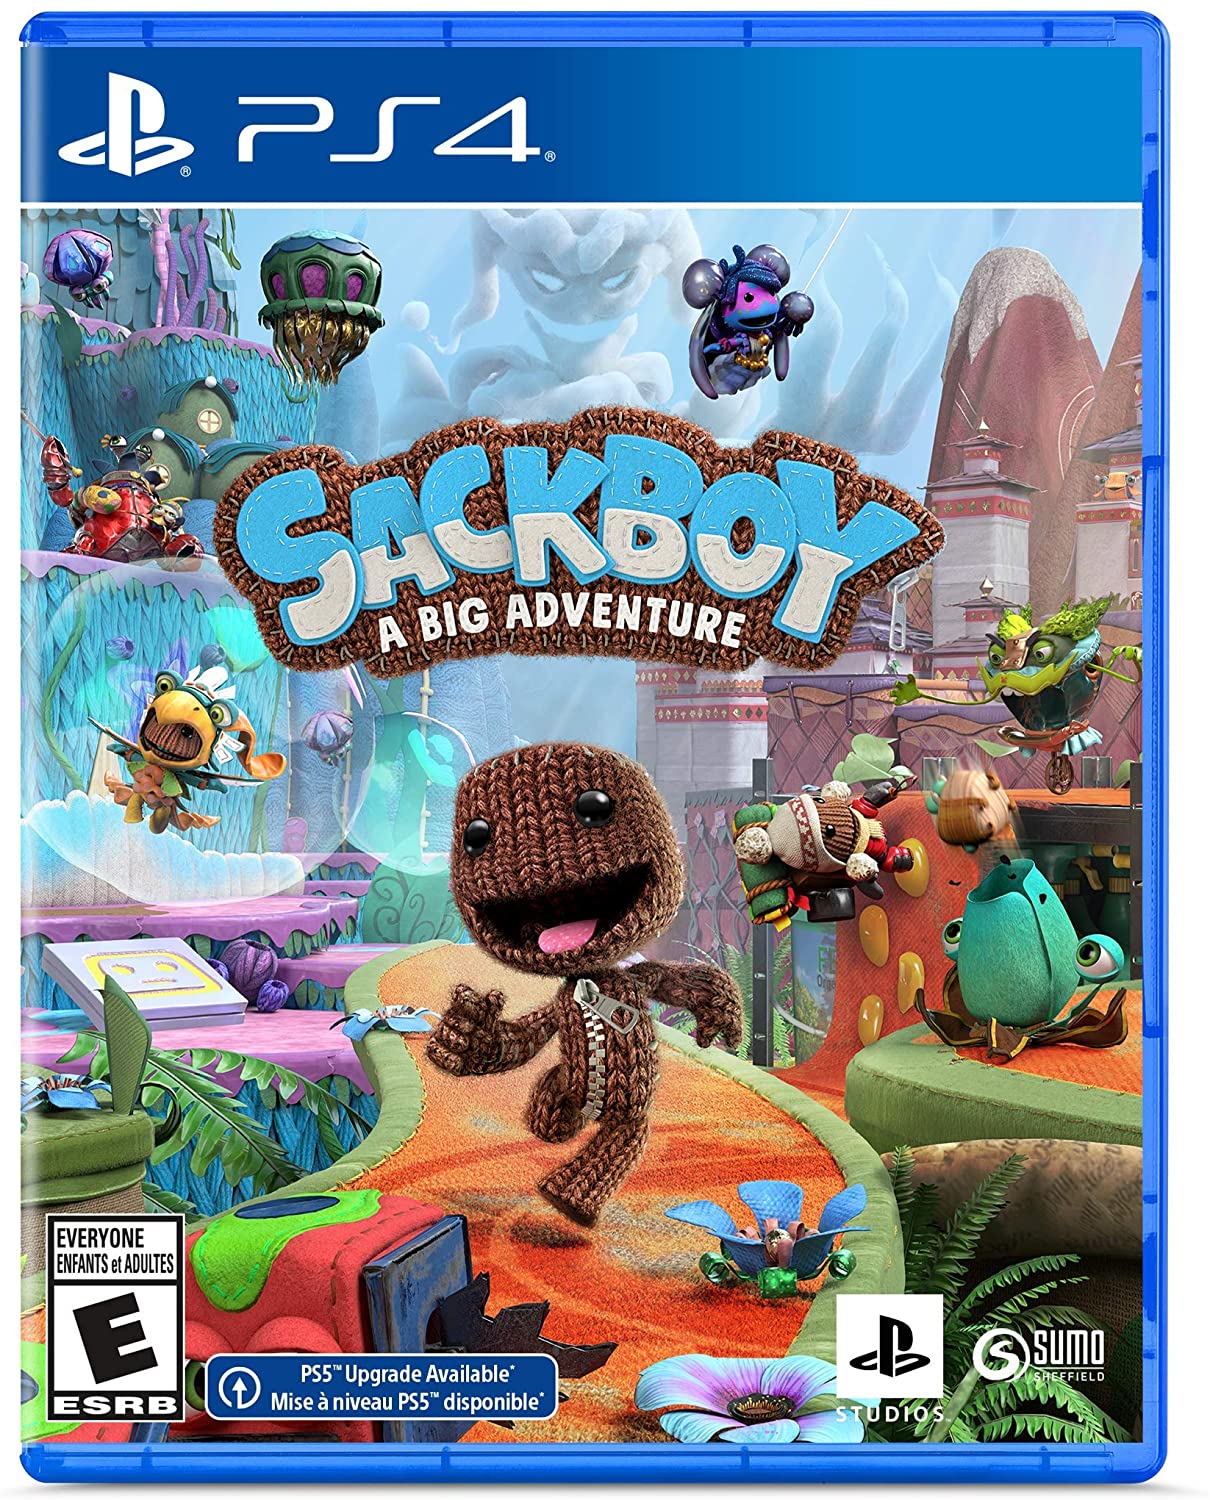 PS4
SACKBOY
A BIG ADVENTURE
EVERYONE
ENFANTS et ADULTES
E
ESRB
PS5™ Upgrade Available*
Mise à niveau PS5™ disponible*
STUDIOS
SUMO
SHEFFIELD